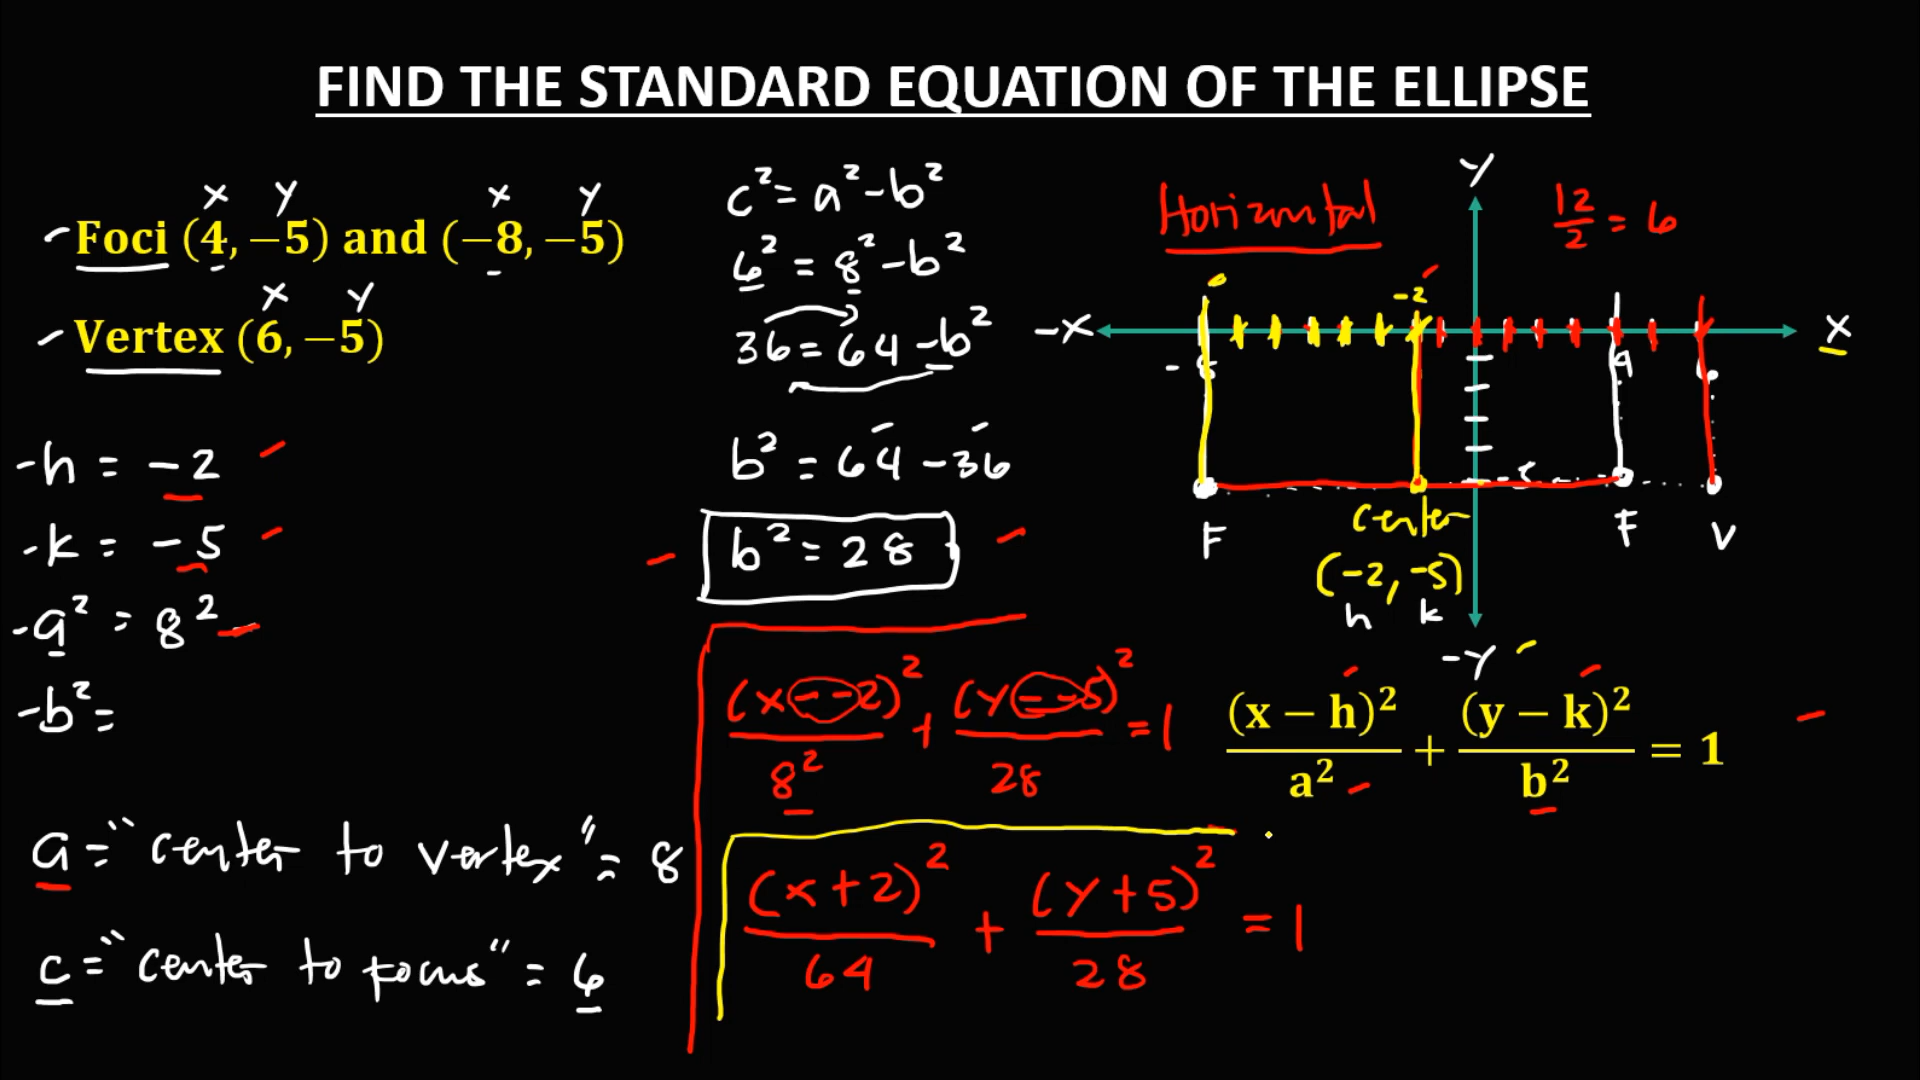 FIND THE STANDARD EQUATION OF THE ELLIPSE
x y x y
Foci (4, −5) and (−8, −5)
x y
Vertex (6, −5)
-h = -2
-k = -5
-a² = 8²
-b² =
a = "center to vertex" = 8
c = "center to focus" = 6
c² = a² - b²
6² = 8² - b²
36 = 64 - b²
b² = 64 - 36
b² = 28
(x - -2)²/8² + (y - -5)²/28 = 1
(x+2)²/64 + (y+5)²/28 = 1
Horizontal
12/2 = 6
y
-2
-x x
-8
-5
F F V
center
(-2, -5)
h k
-y
(x − h)²/a² + (y − k)²/b² = 1